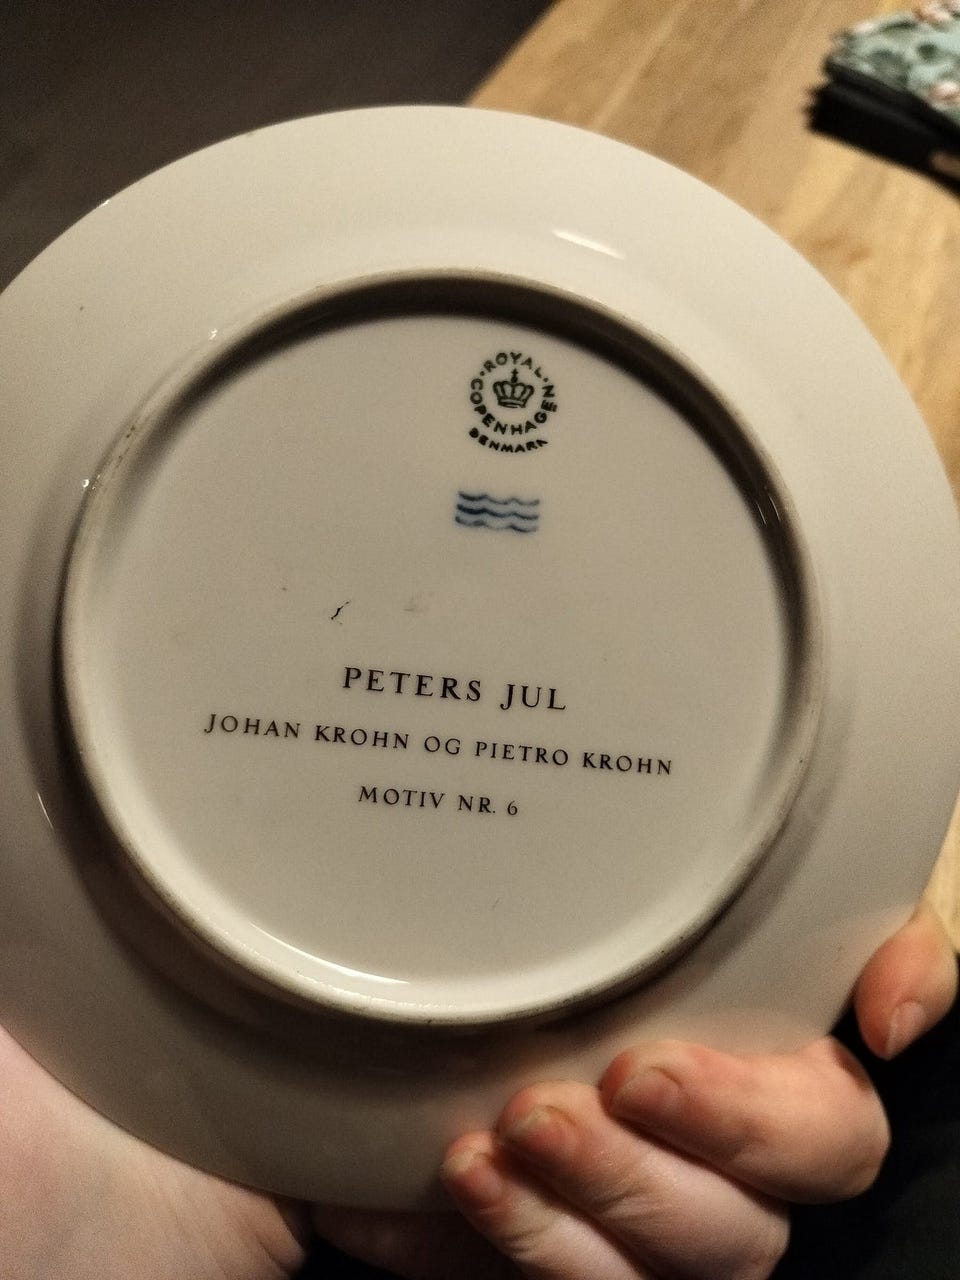 ROYAL
COPENHAGEN
DENMARK
PETERS JUL
JOHAN KROHN OG PIETRO KROHN
MOTIV NR. 6